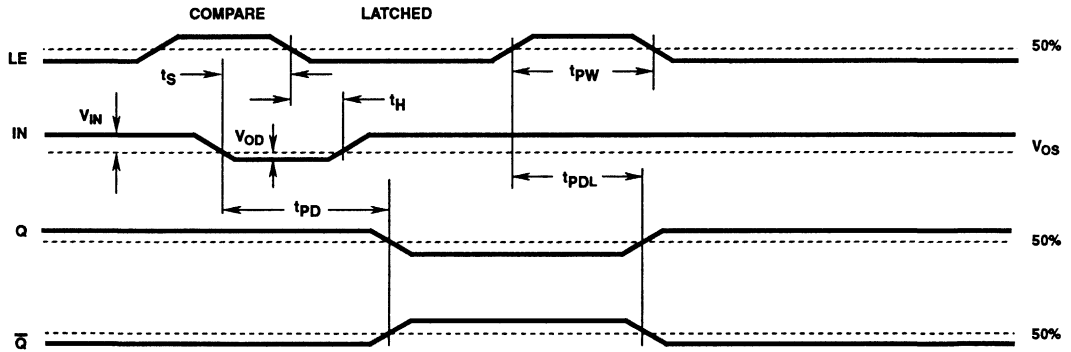 COMPARE LATCHED
LE 50%
tS tPW
tH
VIN
IN VOD VOS
tPDL
tPD
Q 50%
Q̅ 50%